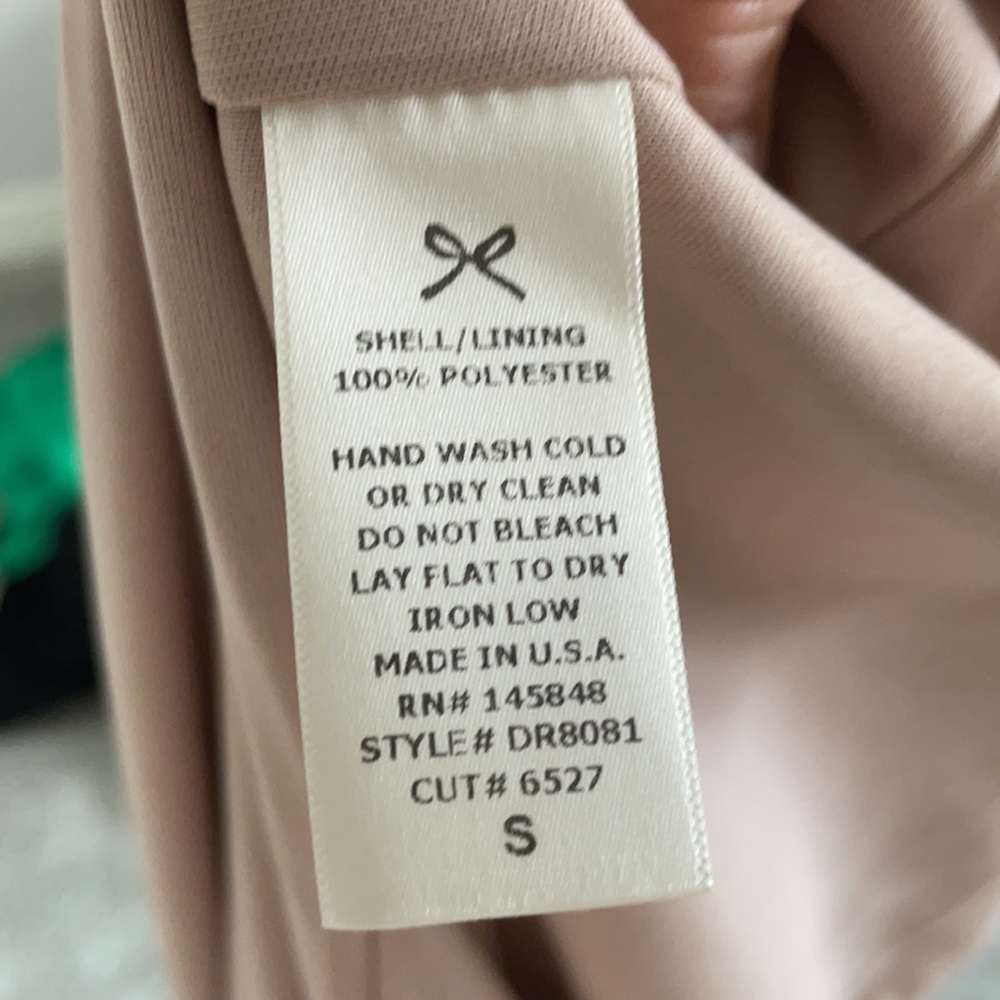 SHELL/LINING
100% POLYESTER
HAND WASH COLD
OR DRY CLEAN
DO NOT BLEACH
LAY FLAT TO DRY
IRON LOW
MADE IN U.S.A.
RN# 145848
STYLE# DR8081
CUT# 6527
S